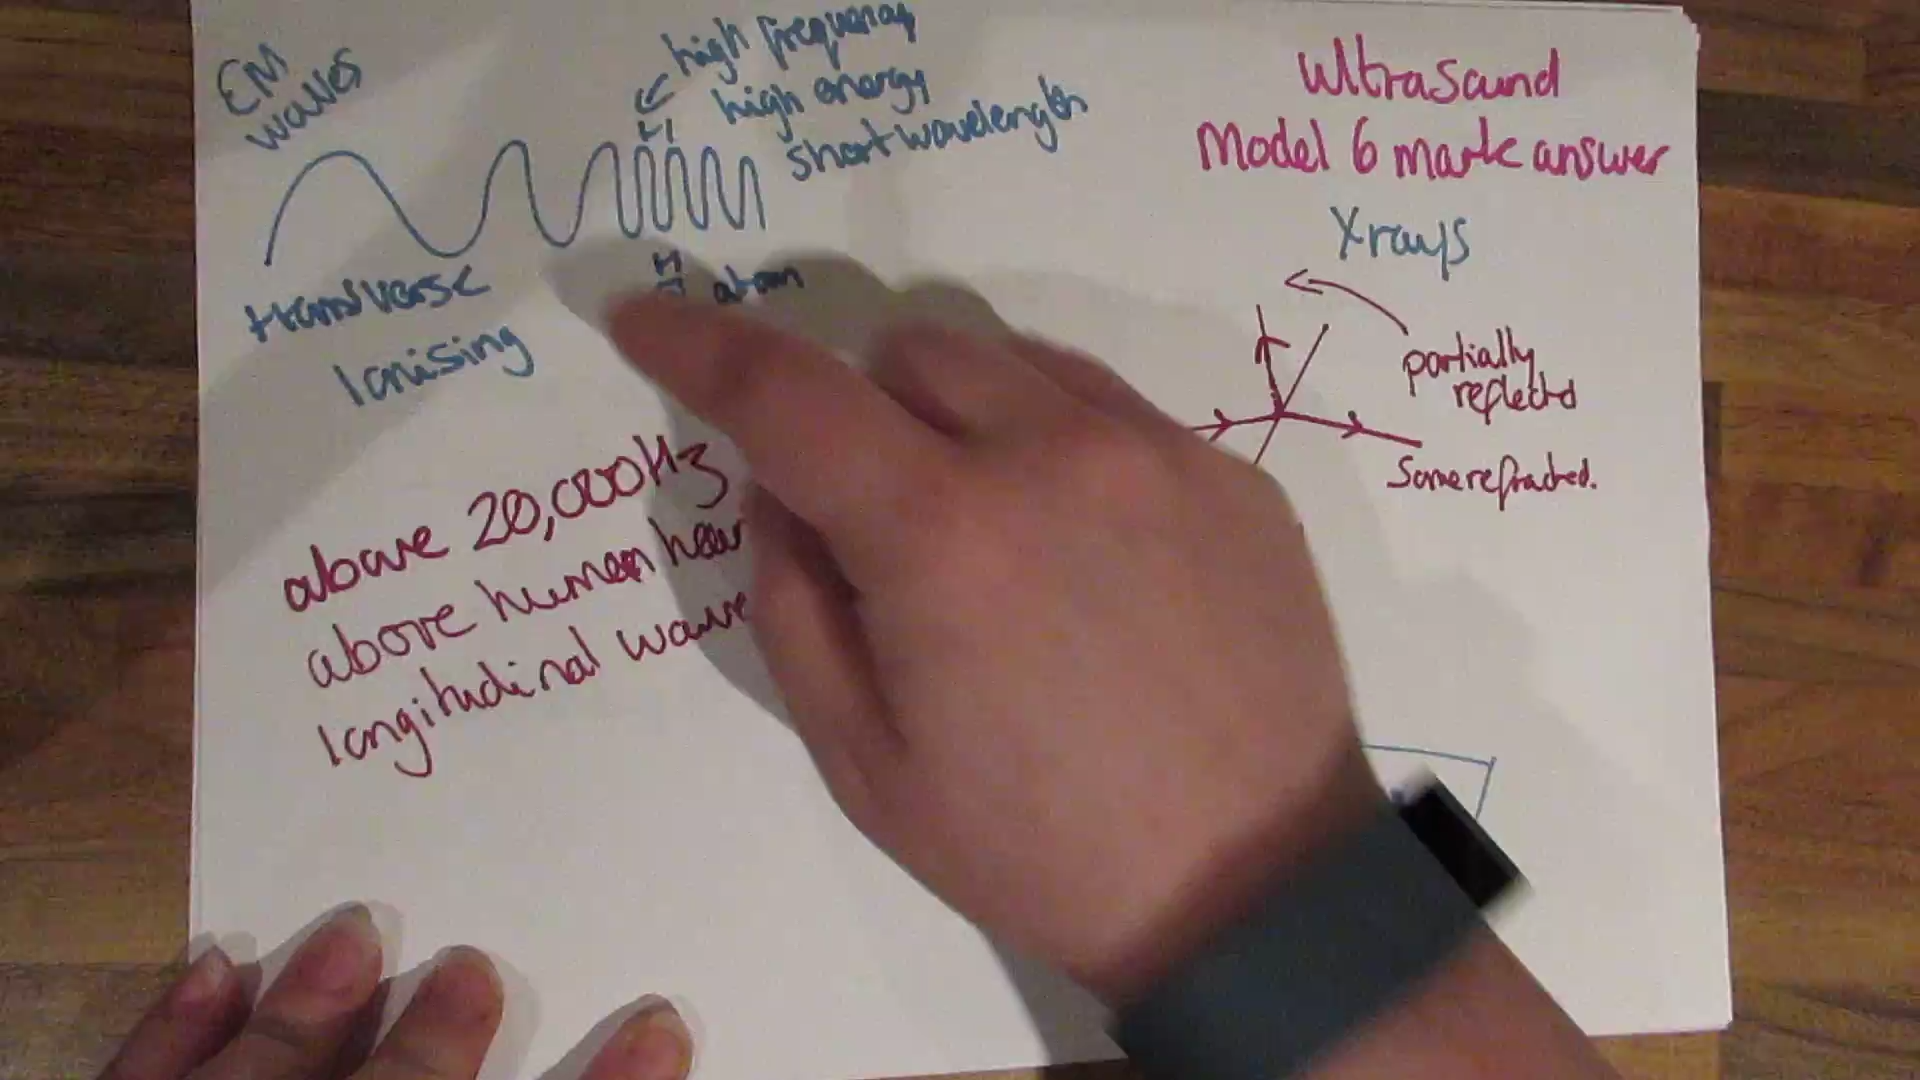 EM
waves
high frequency
high energy
short wavelength
transverse
Ionising
atom
above 20,000Hz
above human hear
longitudinal wave
Ultrasound
Model 6 mark answer
Xrays
partially
reflected
Some refracted.